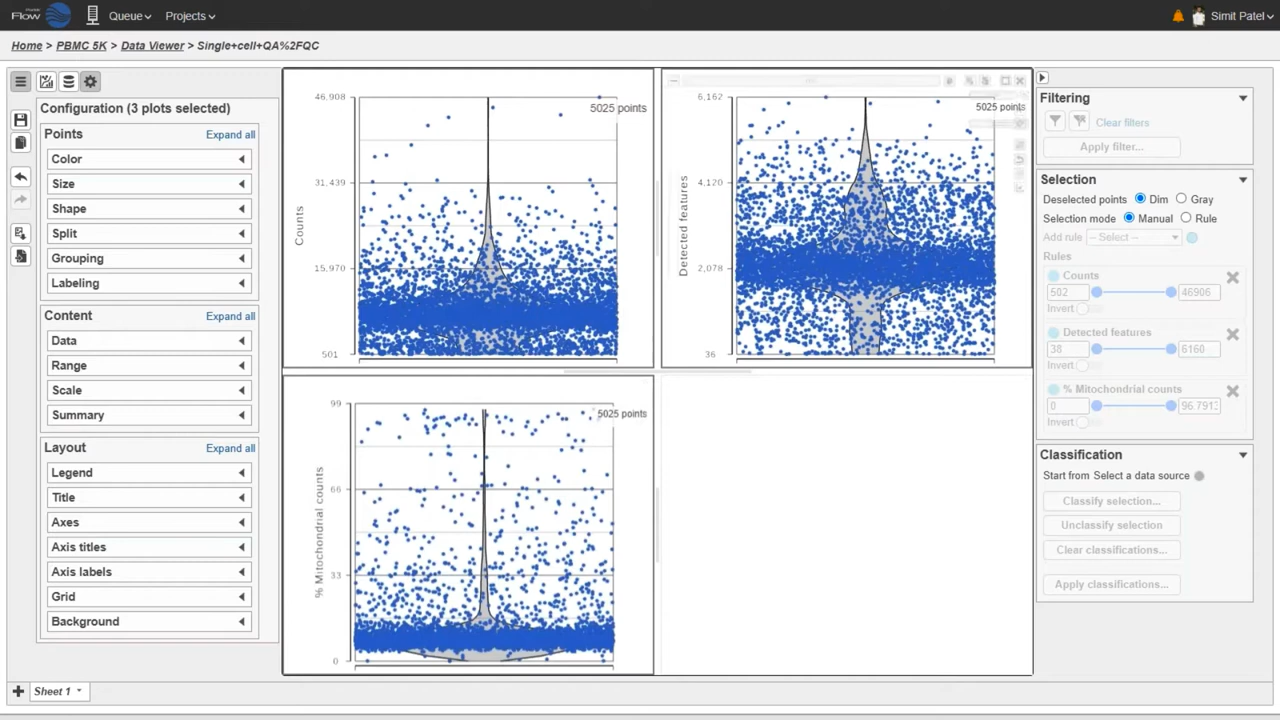 Flow Queue Projects Simit Patel
Home > PBMC 5K > Data Viewer > Single+cell+QA%2FQC
Configuration (3 plots selected)
Points Expand all
Color
Size
Shape
Split
Grouping
Labeling
Content Expand all
Data
Range
Scale
Summary
Layout Expand all
Legend
Title
Axes
Axis titles
Axis labels
Grid
Background
46,908
31,439
15,970
501
Counts
5025 points
6,162
4,120
2,078
36
Detected features
5025 points
99
66
33
0
% Mitochondrial counts
5025 points
Filtering
Clear filters
Apply filter...
Selection
Deselected points Dim Gray
Selection mode Manual Rule
Add rule -- Select --
Rules
Counts
502 46906
Invert
Detected features
38 6160
Invert
% Mitochondrial counts
0 96.791
Invert
Classification
Start from Select a data source
Classify selection...
Unclassify selection
Clear classifications...
Apply classifications...
Sheet 1